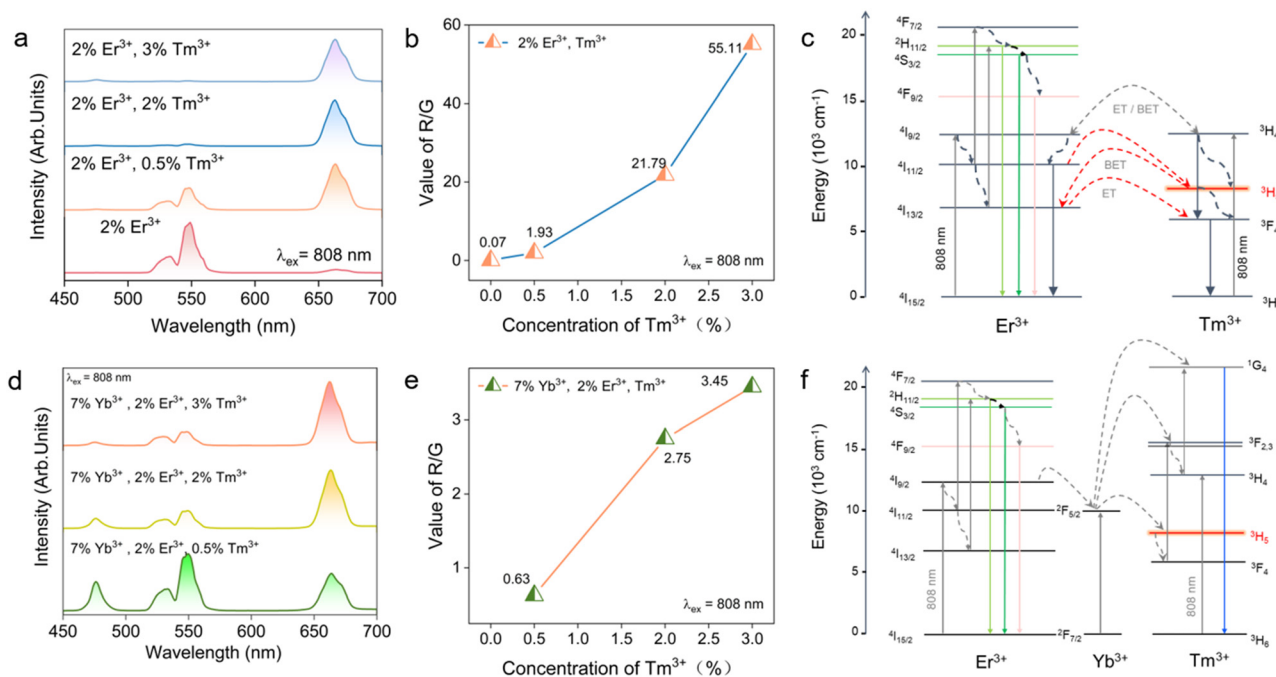 a
2% Er³⁺, 3% Tm³⁺
2% Er³⁺, 2% Tm³⁺
2% Er³⁺, 0.5% Tm³⁺
2% Er³⁺
λex= 808 nm
Intensity (Arb.Units)
450 500 550 600 650 700
Wavelength (nm)
b
2% Er³⁺, Tm³⁺
60
40
20
0
55.11
21.79
1.93
0.07
λex = 808 nm
Value of R/G
0.0 0.5 1.0 1.5 2.0 2.5 3.0
Concentration of Tm³⁺ (%)
c
Energy (10³ cm⁻¹)
20
15
10
5
0
⁴F7/2
²H11/2
⁴S3/2
⁴F9/2
⁴I9/2
⁴I11/2
⁴I13/2
⁴I15/2
808 nm
ET / BET
BET
ET
808 nm
³H
³F
³H
Er³⁺
Tm³⁺
d
λex = 808 nm
7% Yb³⁺ , 2% Er³⁺, 3% Tm³⁺
7% Yb³⁺ , 2% Er³⁺, 2% Tm³⁺
7% Yb³⁺ , 2% Er³⁺, 0.5% Tm³⁺
Intensity (Arb.Units)
450 500 550 600 650 700
Wavelength (nm)
e
7% Yb³⁺, 2% Er³⁺, Tm³⁺
3
2
1
3.45
2.75
0.63
λex = 808 nm
Value of R/G
0.0 0.5 1.0 1.5 2.0 2.5 3.0
Concentration of Tm³⁺ (%)
f
Energy (10³ cm⁻¹)
20
15
10
5
0
⁴F7/2
²H11/2
⁴S3/2
⁴F9/2
⁴I9/2
⁴I11/2
⁴I13/2
⁴I15/2
808 nm
²F5/2
²F7/2
808 nm
¹G4
³F2,3
³H4
³H5
³F4
³H6
Er³⁺
Yb³⁺
Tm³⁺